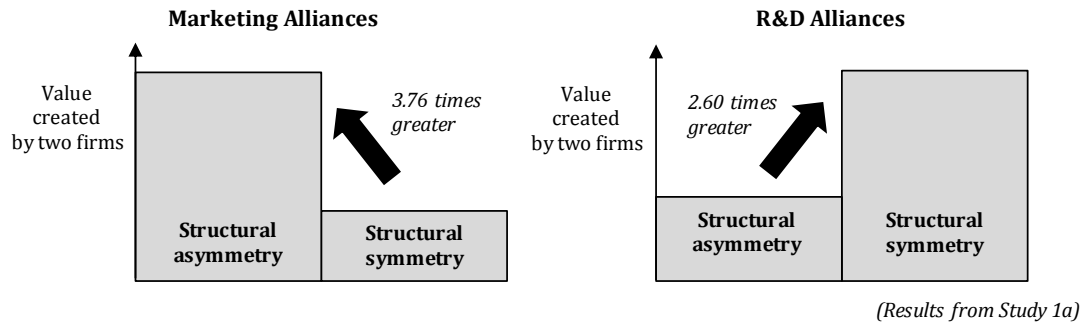 Marketing Alliances
Value
created
by two firms
3.76 times
greater
Structural
asymmetry
Structural
symmetry
R&D Alliances
Value
created
by two firms
2.60 times
greater
Structural
asymmetry
Structural
symmetry
(Results from Study 1a)